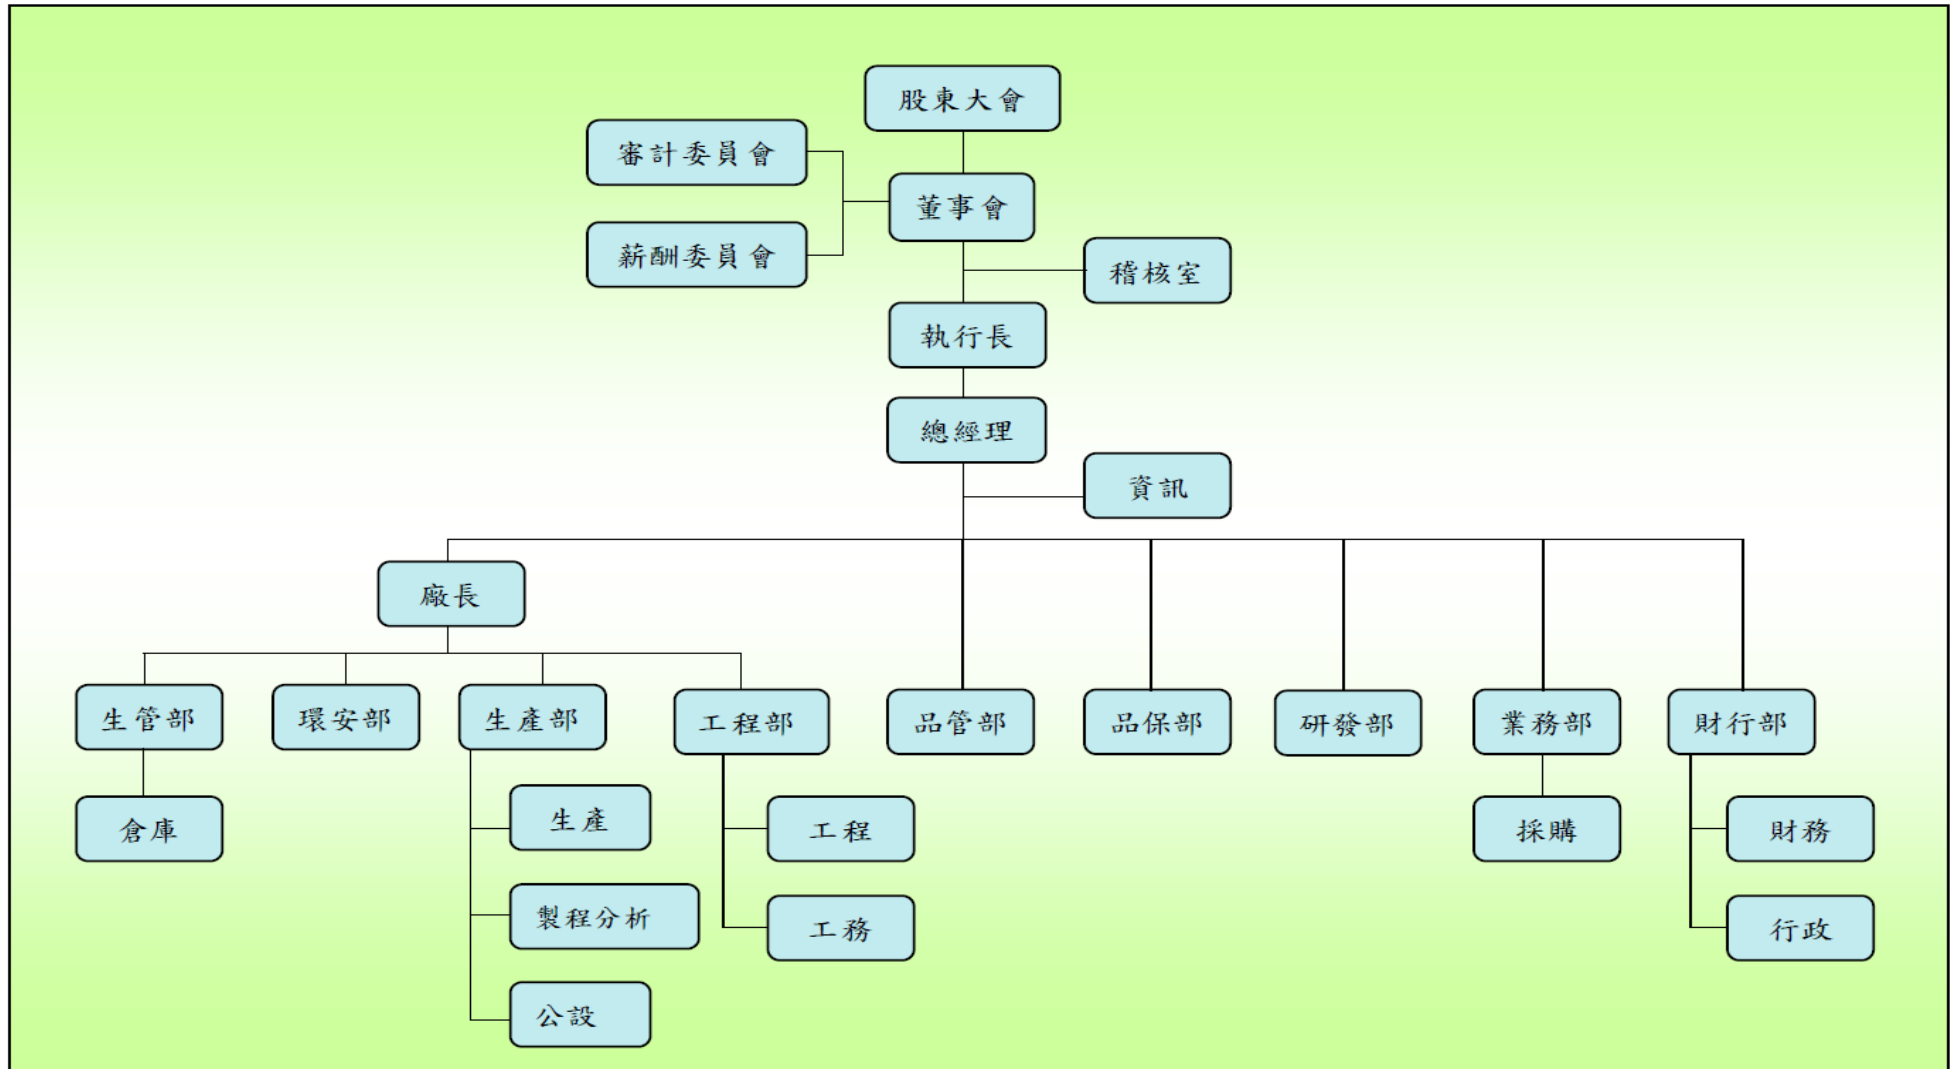 股東大會
審計委員會
董事會
薪酬委員會
稽核室
執行長
總經理
資訊
廠長
生管部
環安部
生產部
工程部
品管部
品保部
研發部
業務部
財行部
倉庫
生產
工程
採購
財務
製程分析
工務
行政
公設